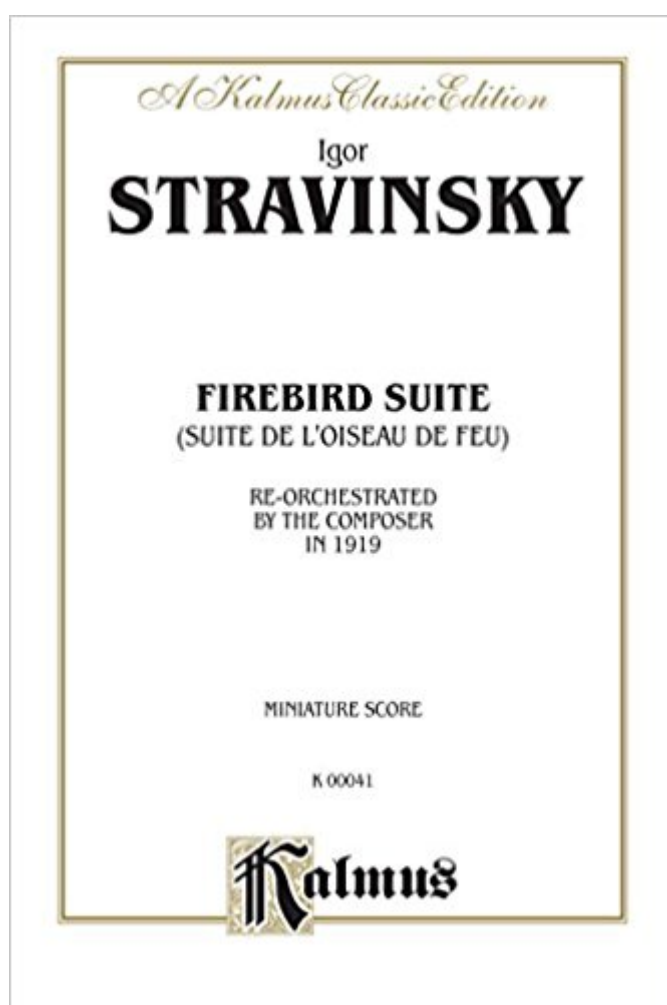 A Kalmus Classic Edition
Igor
STRAVINSKY
FIREBIRD SUITE
(SUITE DE L'OISEAU DE FEU)
RE-ORCHESTRATED
BY THE COMPOSER
IN 1919
MINIATURE SCORE
K 00041
Kalmus